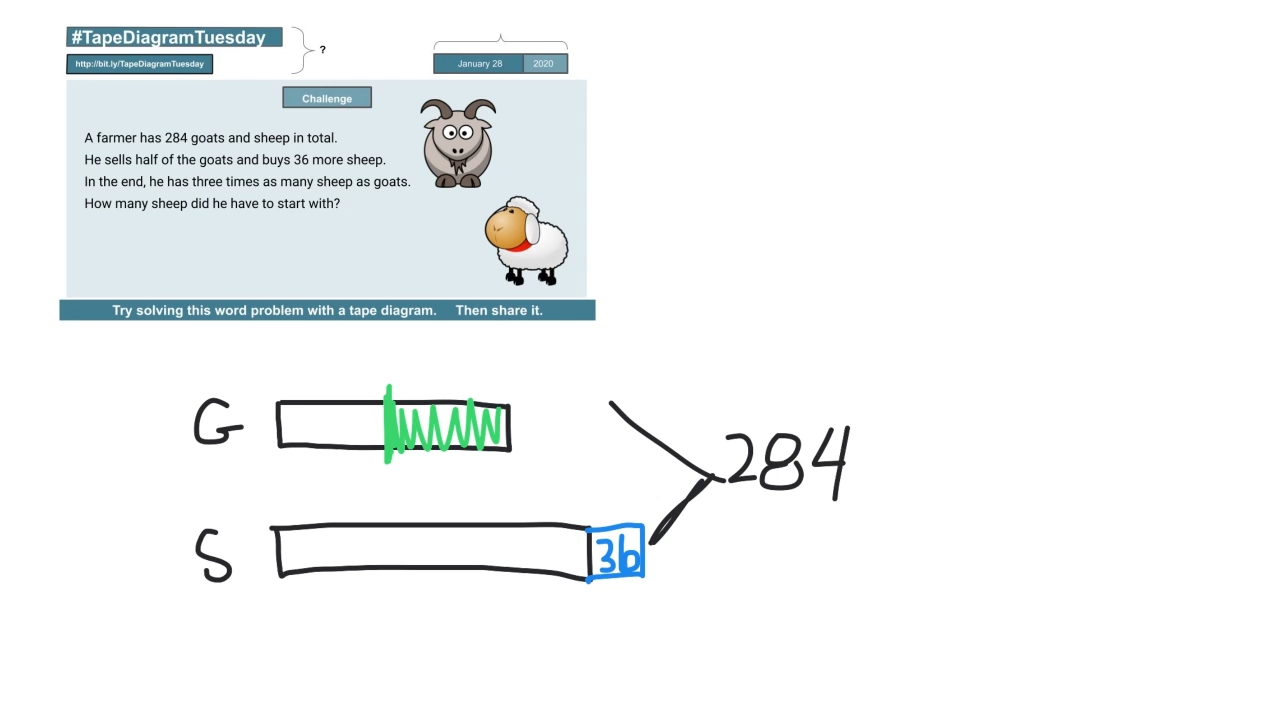 #TapeDiagramTuesday
?
http://bit.ly/TapeDiagramTuesday
January 28 2020
Challenge
A farmer has 284 goats and sheep in total.
He sells half of the goats and buys 36 more sheep.
In the end, he has three times as many sheep as goats.
How many sheep did he have to start with?
Try solving this word problem with a tape diagram. Then share it.
G
284
S 36